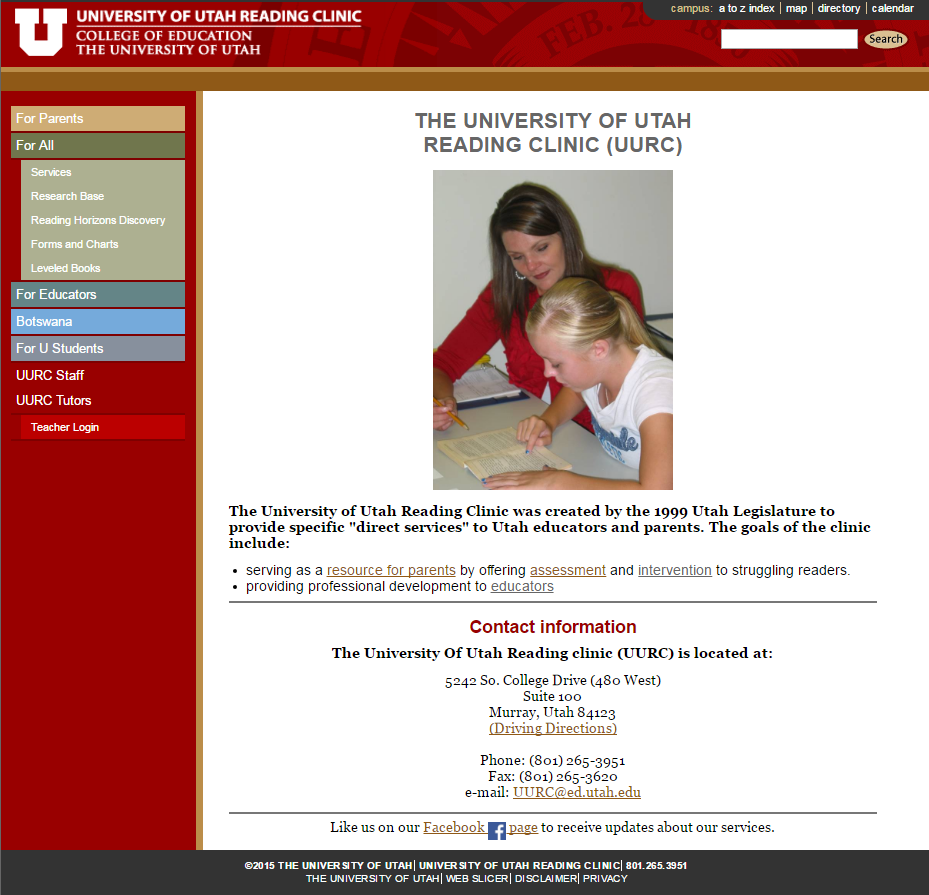 UNIVERSITY OF UTAH READING CLINIC
COLLEGE OF EDUCATION
THE UNIVERSITY OF UTAH
campus: a to z index | map | directory | calendar
FEB. 28
Search
For Parents
For All
Services
Research Base
Reading Horizons Discovery
Forms and Charts
Leveled Books
For Educators
Botswana
For U Students
UURC Staff
UURC Tutors
Teacher Login
THE UNIVERSITY OF UTAH
READING CLINIC (UURC)
The University of Utah Reading Clinic was created by the 1999 Utah Legislature to
provide specific "direct services" to Utah educators and parents. The goals of the clinic
include:
• serving as a resource for parents by offering assessment and intervention to struggling readers.
• providing professional development to educators
Contact information
The University Of Utah Reading clinic (UURC) is located at:
5242 So. College Drive (480 West)
Suite 100
Murray, Utah 84123
(Driving Directions)
Phone: (801) 265-3951
Fax: (801) 265-3620
e-mail: UURC@ed.utah.edu
Like us on our Facebook f page to receive updates about our services.
©2015 THE UNIVERSITY OF UTAH| UNIVERSITY OF UTAH READING CLINIC| 801.265.3951
THE UNIVERSITY OF UTAH| WEB SLICER| DISCLAIMER| PRIVACY